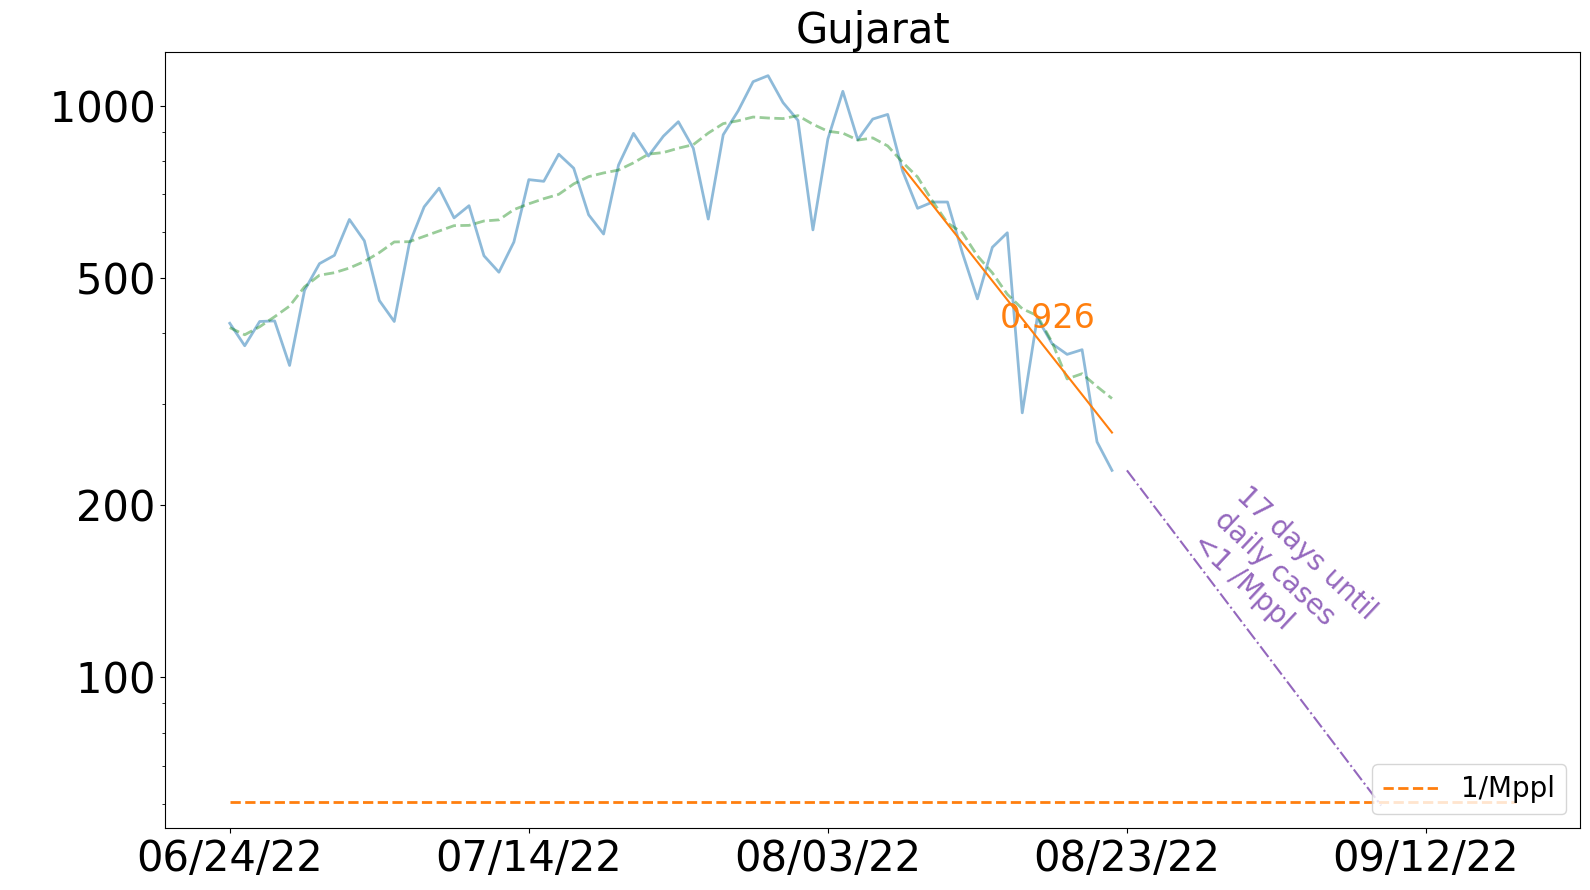 Gujarat
1000
500
200
100
0.926
17 days until
daily cases
<1 /Mppl
1/Mppl
06/24/22
07/14/22
08/03/22
08/23/22
09/12/22